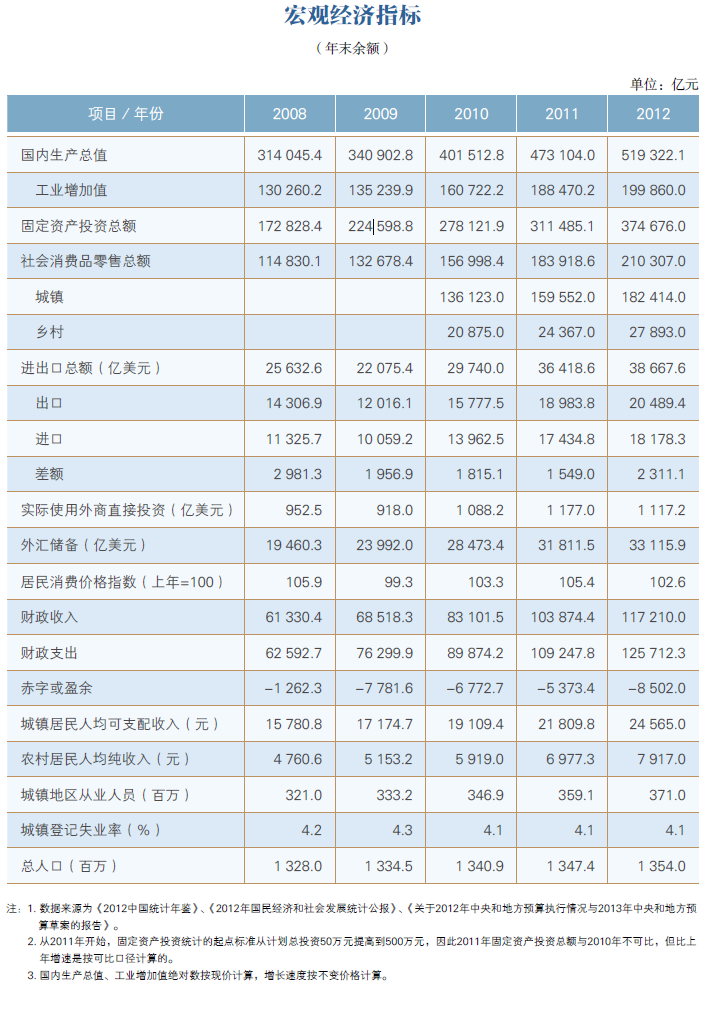 宏观经济指标
（年末余额）
单位：亿元
项目／年份 2008 2009 2010 2011 2012
国内生产总值 314 045.4 340 902.8 401 512.8 473 104.0 519 322.1
工业增加值 130 260.2 135 239.9 160 722.2 188 470.2 199 860.0
固定资产投资总额 172 828.4 224 598.8 278 121.9 311 485.1 374 676.0
社会消费品零售总额 114 830.1 132 678.4 156 998.4 183 918.6 210 307.0
城镇 136 123.0 159 552.0 182 414.0
乡村 20 875.0 24 367.0 27 893.0
进出口总额（亿美元） 25 632.6 22 075.4 29 740.0 36 418.6 38 667.6
出口 14 306.9 12 016.1 15 777.5 18 983.8 20 489.4
进口 11 325.7 10 059.2 13 962.5 17 434.8 18 178.3
差额 2 981.3 1 956.9 1 815.1 1 549.0 2 311.1
实际使用外商直接投资（亿美元） 952.5 918.0 1 088.2 1 177.0 1 117.2
外汇储备（亿美元） 19 460.3 23 992.0 28 473.4 31 811.5 33 115.9
居民消费价格指数（上年=100） 105.9 99.3 103.3 105.4 102.6
财政收入 61 330.4 68 518.3 83 101.5 103 874.4 117 210.0
财政支出 62 592.7 76 299.9 89 874.2 109 247.8 125 712.3
赤字或盈余 −1 262.3 −7 781.6 −6 772.7 −5 373.4 −8 502.0
城镇居民人均可支配收入（元） 15 780.8 17 174.7 19 109.4 21 809.8 24 565.0
农村居民人均纯收入（元） 4 760.6 5 153.2 5 919.0 6 977.3 7 917.0
城镇地区从业人员（百万） 321.0 333.2 346.9 359.1 371.0
城镇登记失业率（%） 4.2 4.3 4.1 4.1 4.1
总人口（百万） 1 328.0 1 334.5 1 340.9 1 347.4 1 354.0
注：1. 数据来源为《2012中国统计年鉴》、《2012年国民经济和社会发展统计公报》、《关于2012年中央和地方预算执行情况与2013年中央和地方预
算草案的报告》。
2. 从2011年开始，固定资产投资统计的起点标准从计划总投资50万元提高到500万元，因此2011年固定资产投资总额与2010年不可比，但比上
年增速是按可比口径计算的。
3. 国内生产总值、工业增加值绝对数按现价计算，增长速度按不变价格计算。